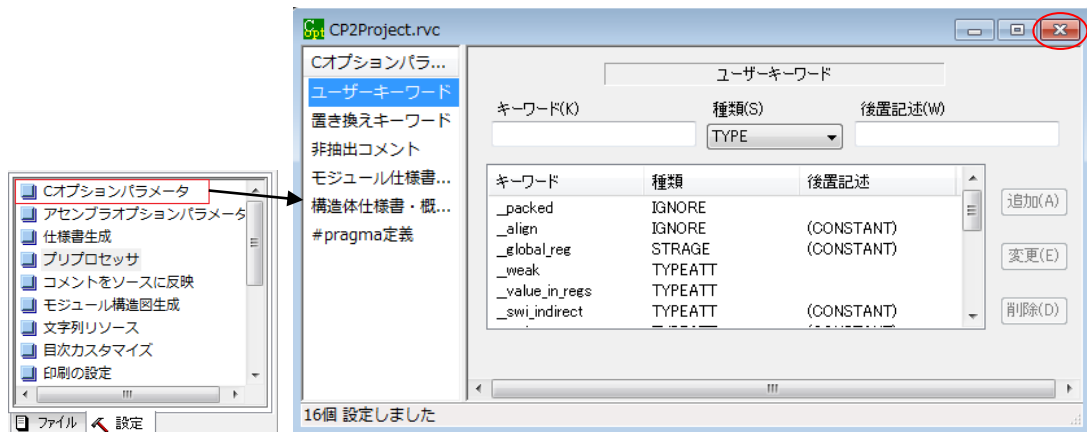 CP2Project.rvc
Cオプションパラ...
ユーザーキーワード
置き換えキーワード
非抽出コメント
モジュール仕様書...
構造体仕様書・概...
#pragma定義
ユーザーキーワード
キーワード(K) 種類(S) 後置記述(W)
TYPE
キーワード 種類 後置記述
_packed IGNORE
_align IGNORE (CONSTANT)
_global_reg STRAGE (CONSTANT)
_weak TYPEATT
_value_in_regs TYPEATT
_swi_indirect TYPEATT (CONSTANT)
追加(A)
変更(E)
削除(D)
16個 設定しました
Cオプションパラメータ
アセンブラオプションパラメータ
仕様書生成
プリプロセッサ
コメントをソースに反映
モジュール構造図生成
文字列リソース
目次カスタマイズ
印刷の設定
ファイル 設定